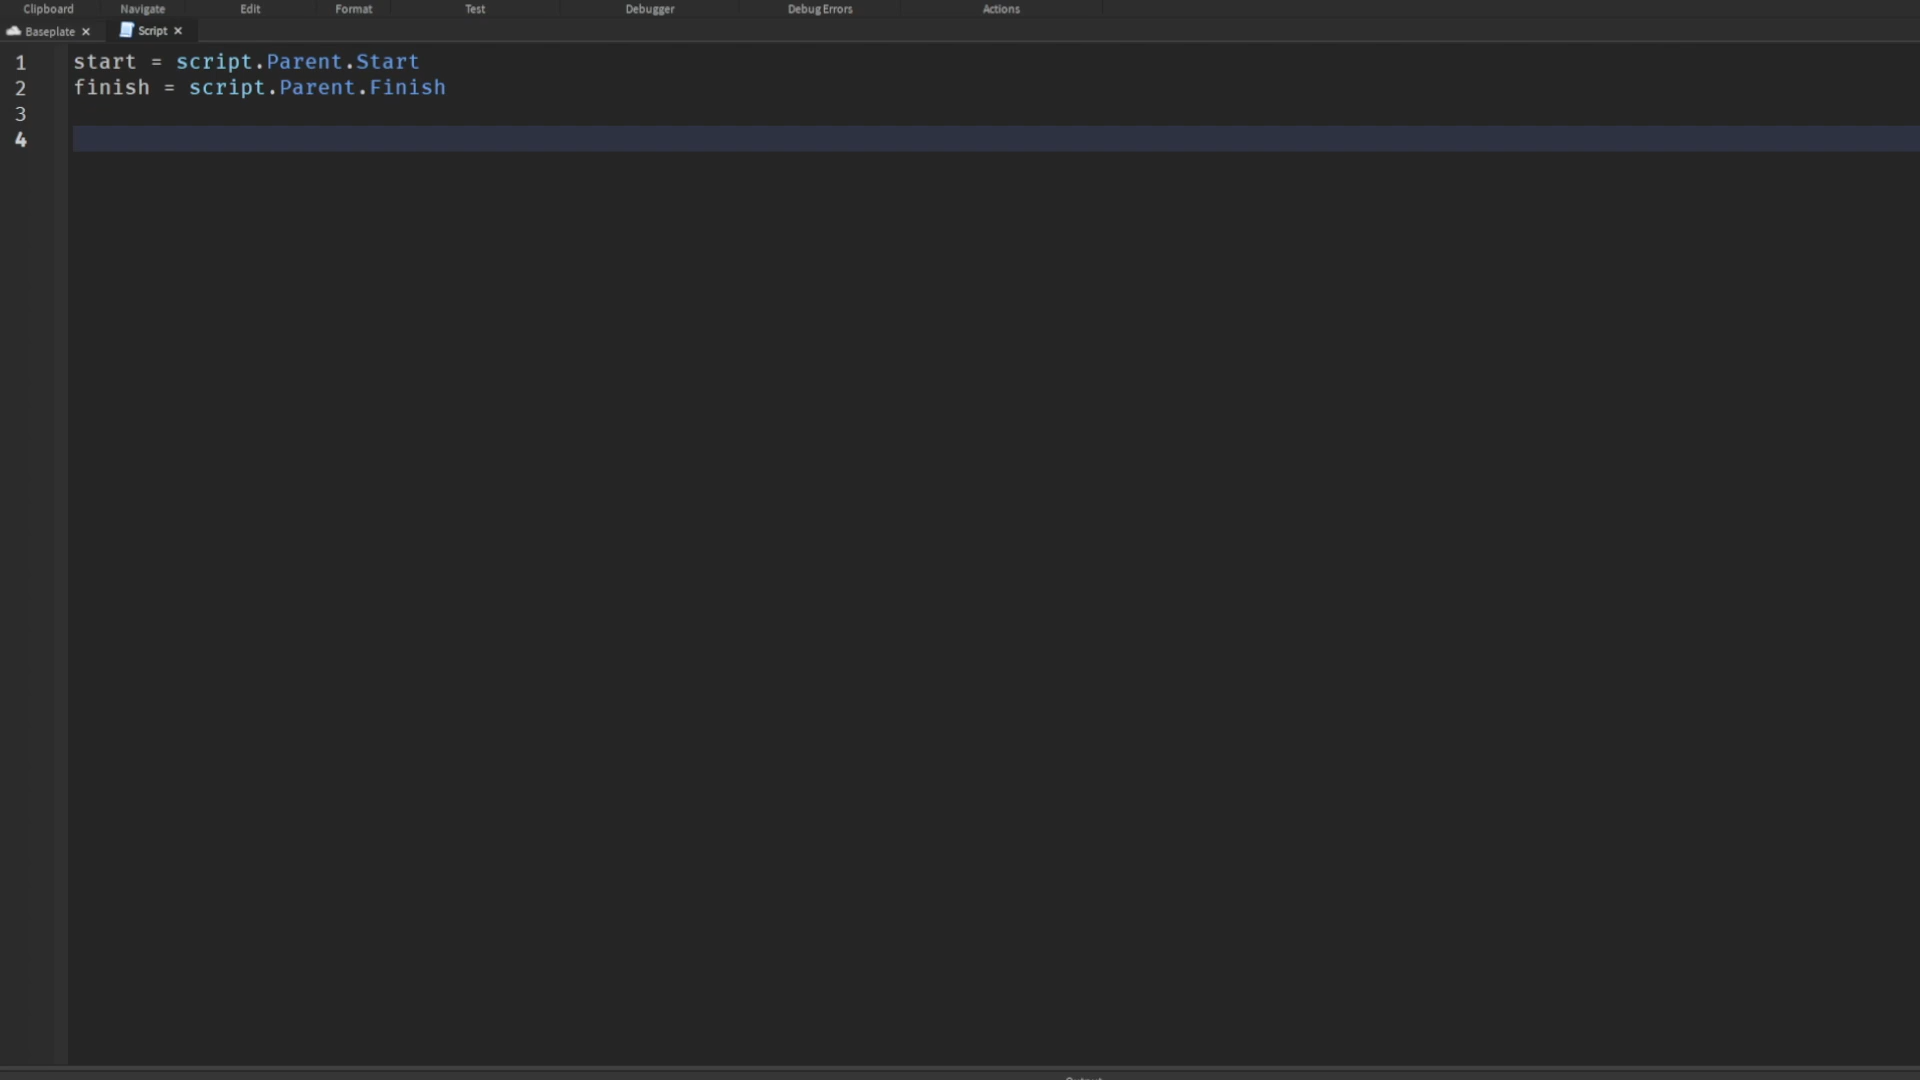 Clipboard Navigate Edit Format Test Debugger Debug Errors Actions
Baseplate × Script ×
1 start = script.Parent.Start
2 finish = script.Parent.Finish
3
4